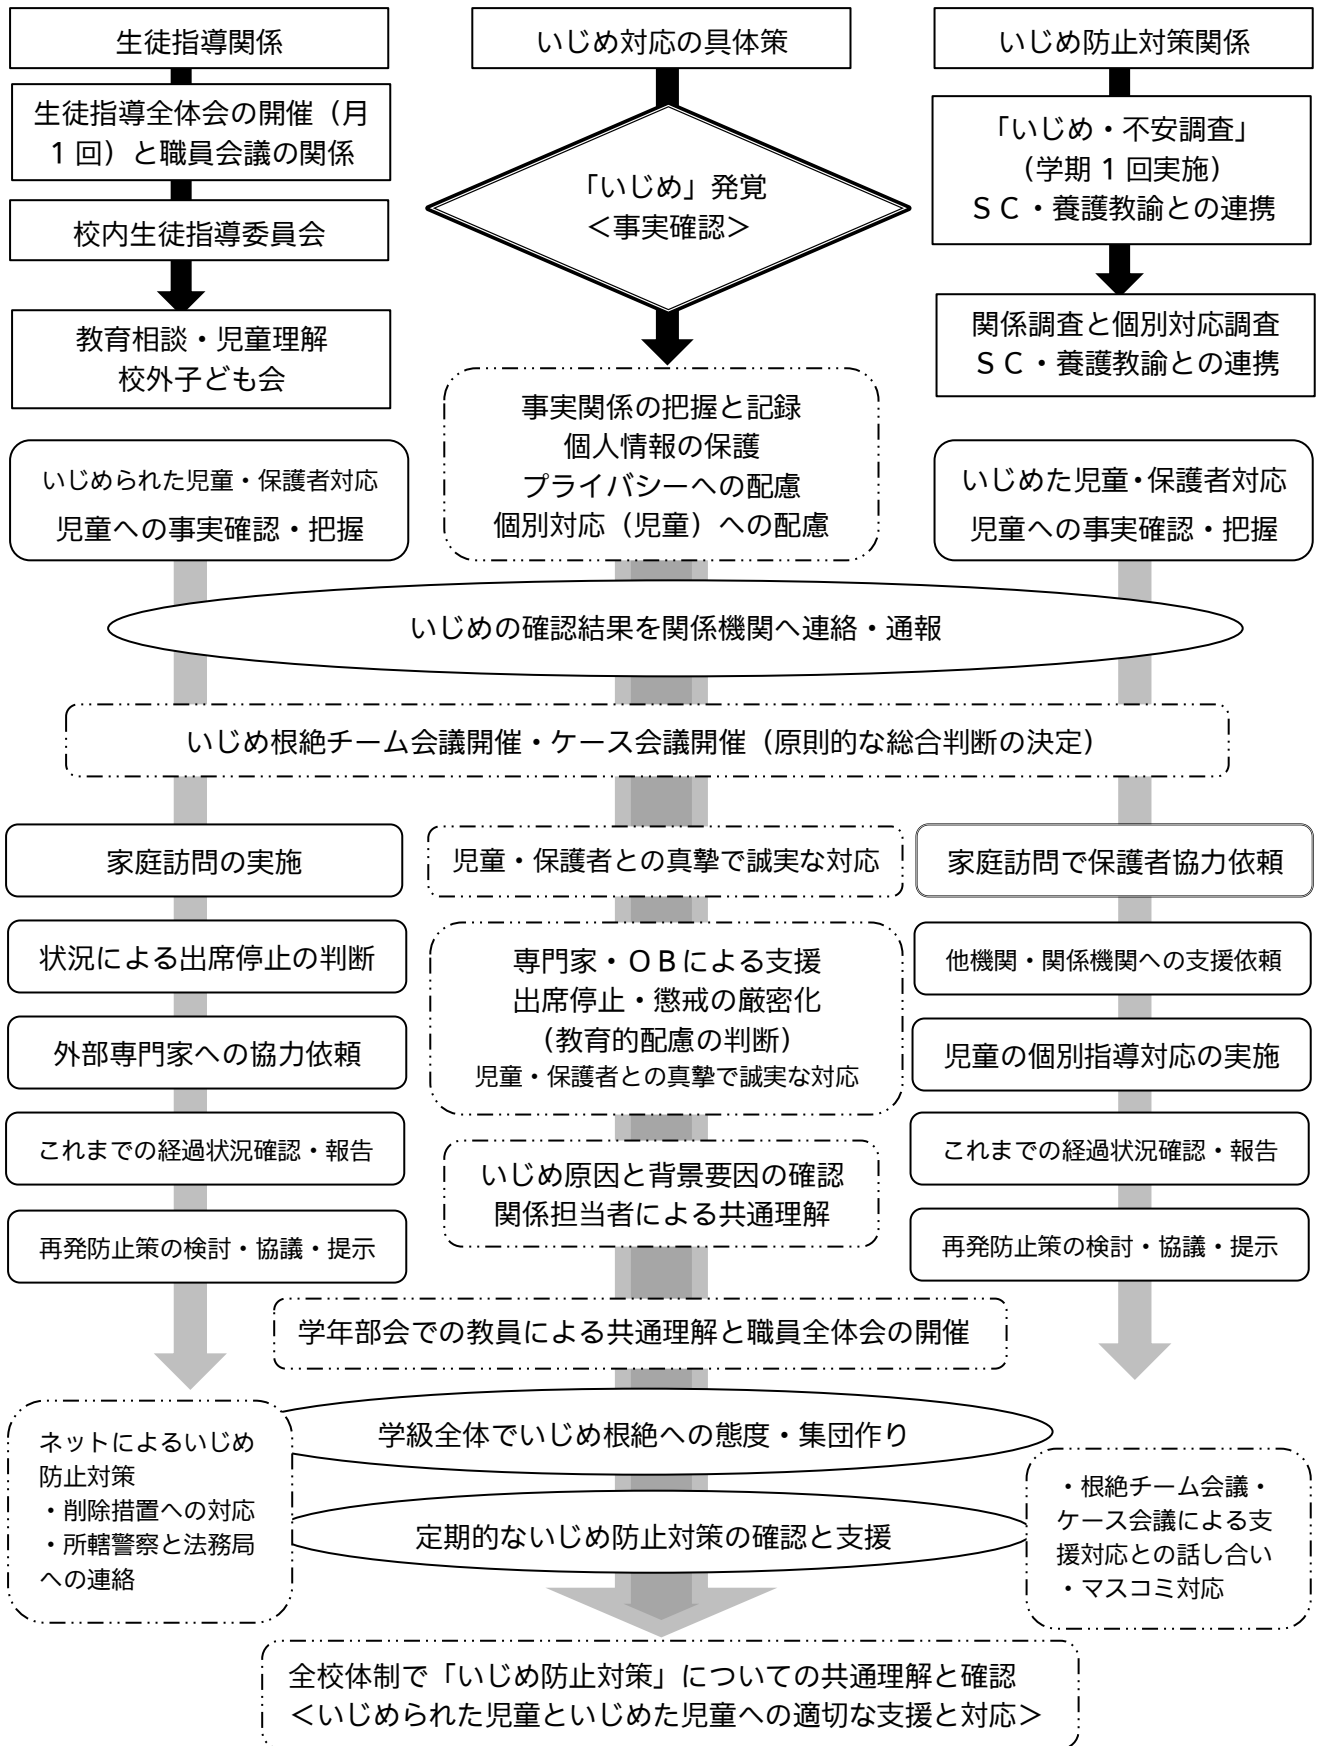 生徒指導関係
いじめ対応の具体策
いじめ防止対策関係
生徒指導全体会の開催（月
1 回）と職員会議の関係
校内生徒指導委員会
教育相談・児童理解
校外子ども会
「いじめ」発覚
＜事実確認＞
「いじめ・不安調査」
（学期 1 回実施）
ＳＣ・養護教諭との連携
関係調査と個別対応調査
ＳＣ・養護教諭との連携
いじめられた児童・保護者対応
児童への事実確認・把握
事実関係の把握と記録
個人情報の保護
プライバシーへの配慮
個別対応（児童）への配慮
いじめた児童・保護者対応
児童への事実確認・把握
いじめの確認結果を関係機関へ連絡・通報
いじめ根絶チーム会議開催・ケース会議開催（原則的な総合判断の決定）
家庭訪問の実施
状況による出席停止の判断
外部専門家への協力依頼
これまでの経過状況確認・報告
再発防止策の検討・協議・提示
児童・保護者との真摯で誠実な対応
専門家・ＯＢによる支援
出席停止・懲戒の厳密化
（教育的配慮の判断）
児童・保護者との真摯で誠実な対応
いじめ原因と背景要因の確認
関係担当者による共通理解
家庭訪問で保護者協力依頼
他機関・関係機関への支援依頼
児童の個別指導対応の実施
これまでの経過状況確認・報告
再発防止策の検討・協議・提示
学年部会での教員による共通理解と職員全体会の開催
学級全体でいじめ根絶への態度・集団作り
定期的ないじめ防止対策の確認と支援
ネットによるいじめ
防止対策
・削除措置への対応
・所轄警察と法務局
への連絡
・根絶チーム会議・
ケース会議による支
援対応との話し合い
・マスコミ対応
全校体制で「いじめ防止対策」についての共通理解と確認
＜いじめられた児童といじめた児童への適切な支援と対応＞